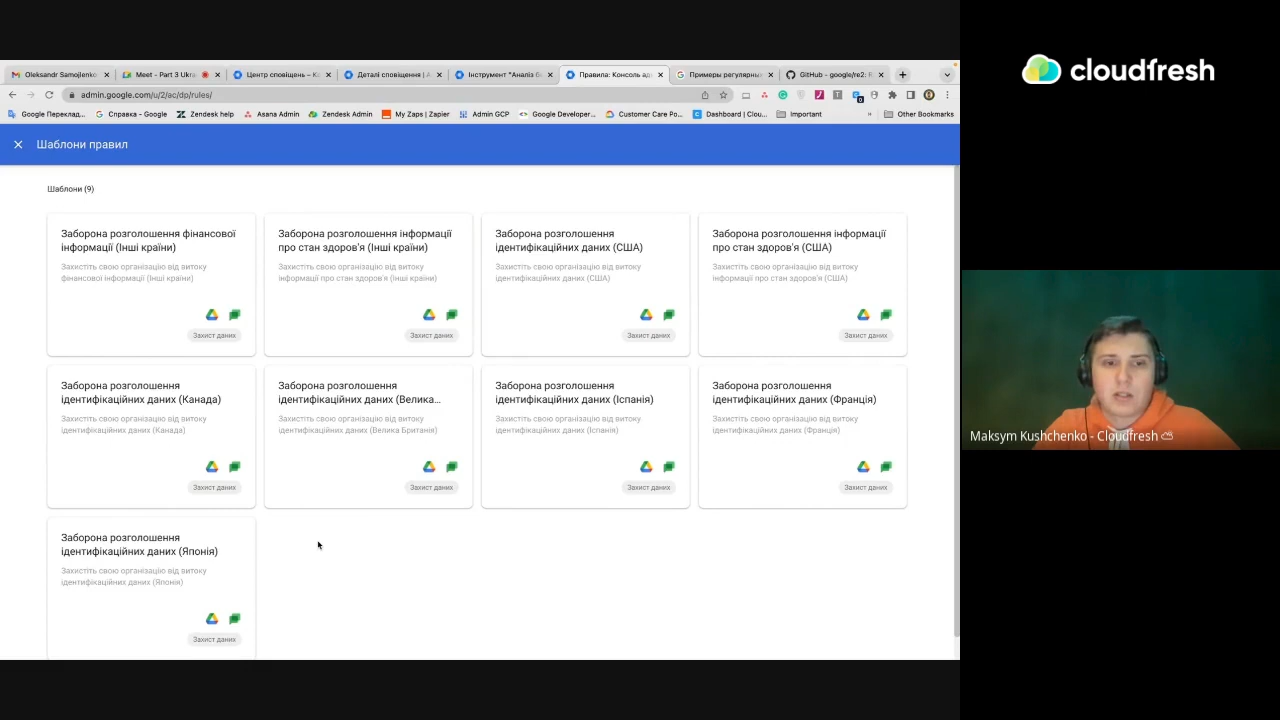 Oleksandr Samojlenko
Meet - Part 3 Ukra
Центр сповіщень – Ко
Деталі сповіщення | A
Інструмент "Аналіз бе
Правила: Консоль адм
Примеры регулярны
GitHub - google/re2: R
admin.google.com/u/2/ac/dp/rules/
Google Переклад...
Справка - Google
Zendesk help
Asana Admin
Zendesk Admin
My Zaps | Zapier
Admin GCP
Google Developer...
Customer Care Po...
Dashboard | Clou...
Important
Other Bookmarks
Шаблони правил
Шаблони (9)
Заборона розголошення фінансової
інформації (Інші країни)
Захистіть свою організацію від витоку
фінансової інформації (Інші країни)
Захист даних
Заборона розголошення інформації
про стан здоров'я (Інші країни)
Захистіть свою організацію від витоку
інформації про стан здоров'я (Інші країни)
Захист даних
Заборона розголошення
ідентифікаційних даних (США)
Захистіть свою організацію від витоку
ідентифікаційних даних (США)
Захист даних
Заборона розголошення інформації
про стан здоров'я (США)
Захистіть свою організацію від витоку
інформації про стан здоров'я (США)
Захист даних
Заборона розголошення
ідентифікаційних даних (Канада)
Захистіть свою організацію від витоку
ідентифікаційних даних (Канада)
Захист даних
Заборона розголошення
ідентифікаційних даних (Велика...
Захистіть свою організацію від витоку
ідентифікаційних даних (Велика Британія)
Захист даних
Заборона розголошення
ідентифікаційних даних (Іспанія)
Захистіть свою організацію від витоку
ідентифікаційних даних (Іспанія)
Захист даних
Заборона розголошення
ідентифікаційних даних (Франція)
Захистіть свою організацію від витоку
ідентифікаційних даних (Франція)
Захист даних
Заборона розголошення
ідентифікаційних даних (Японія)
Захистіть свою організацію від витоку
ідентифікаційних даних (Японія)
Захист даних
cloudfresh
Maksym Kushchenko - Cloudfresh